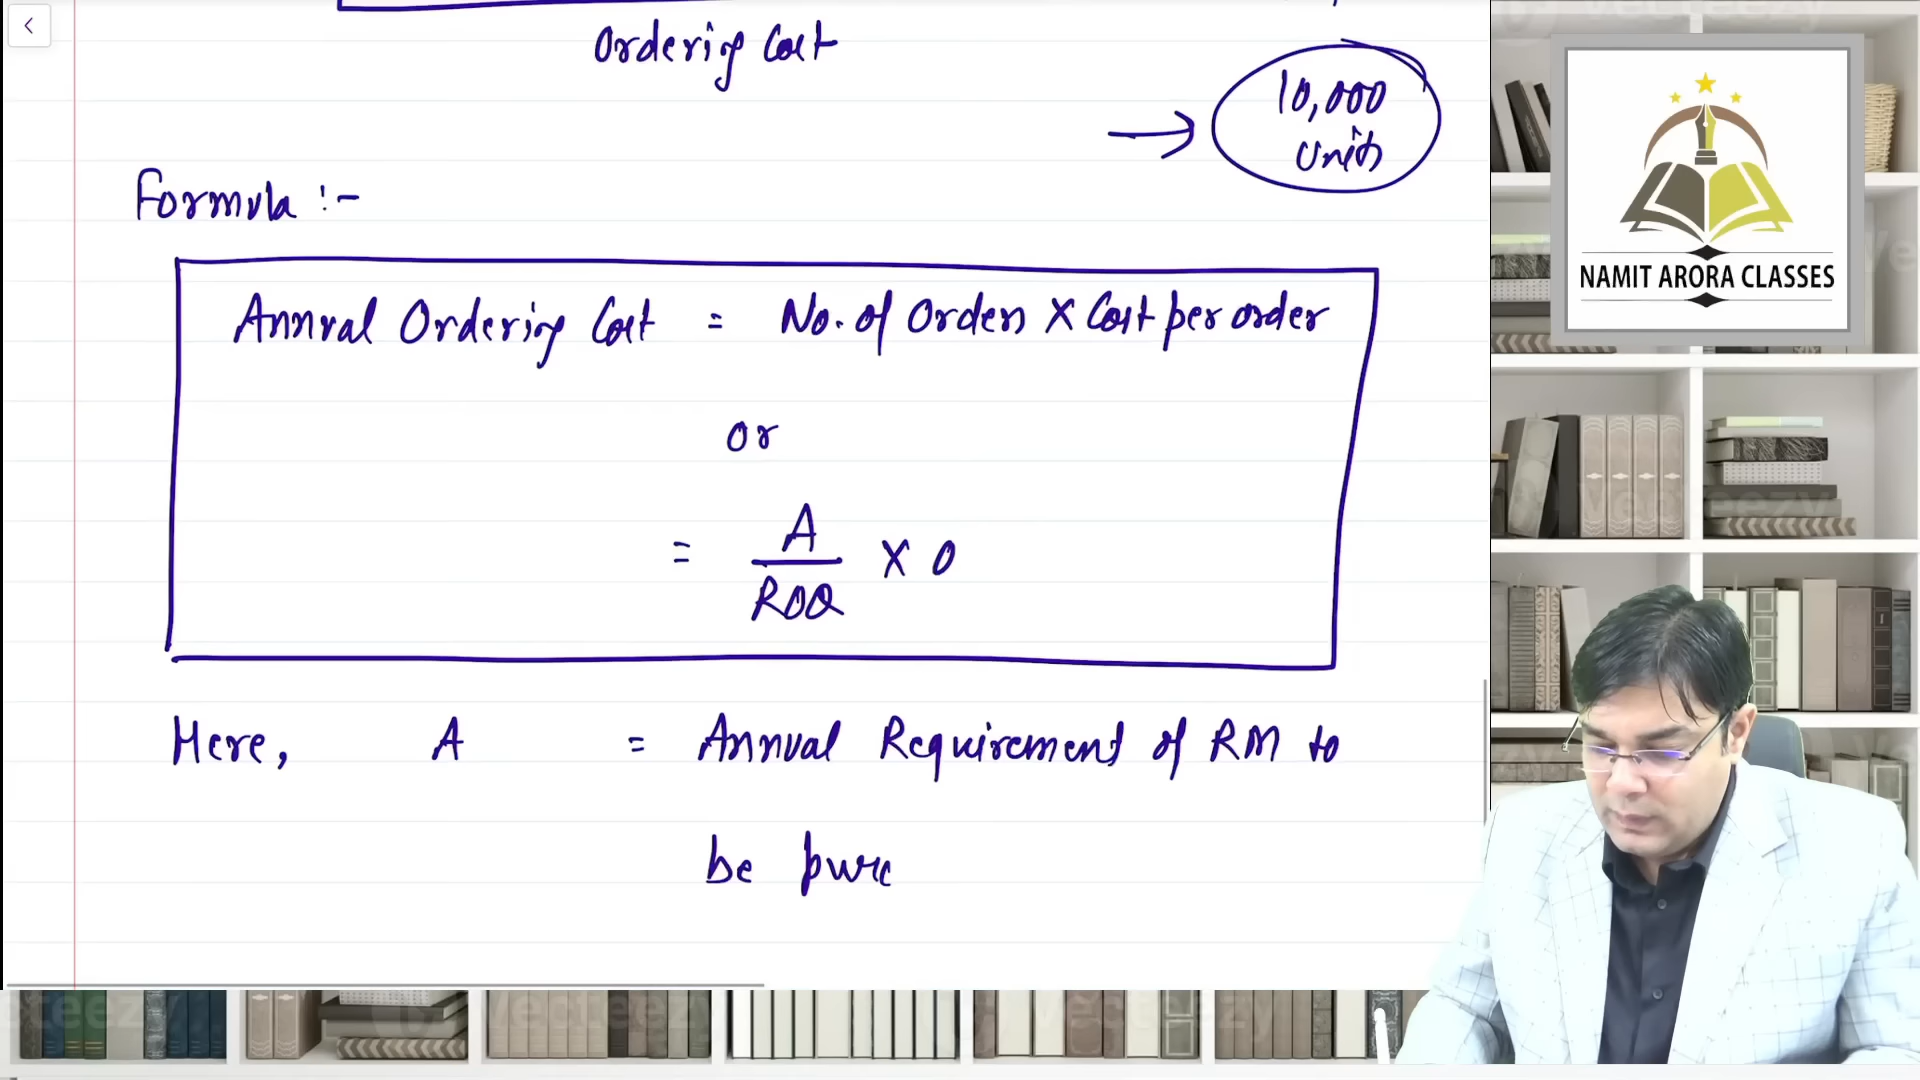 Ordering Cost
10,000
Units
Formula :-
Annual Ordering Cost = No. of Orders X Cost per order
or
= A / ROQ X O
Here, A = Annual Requirement of RM to
be purc
NAMIT ARORA CLASSES